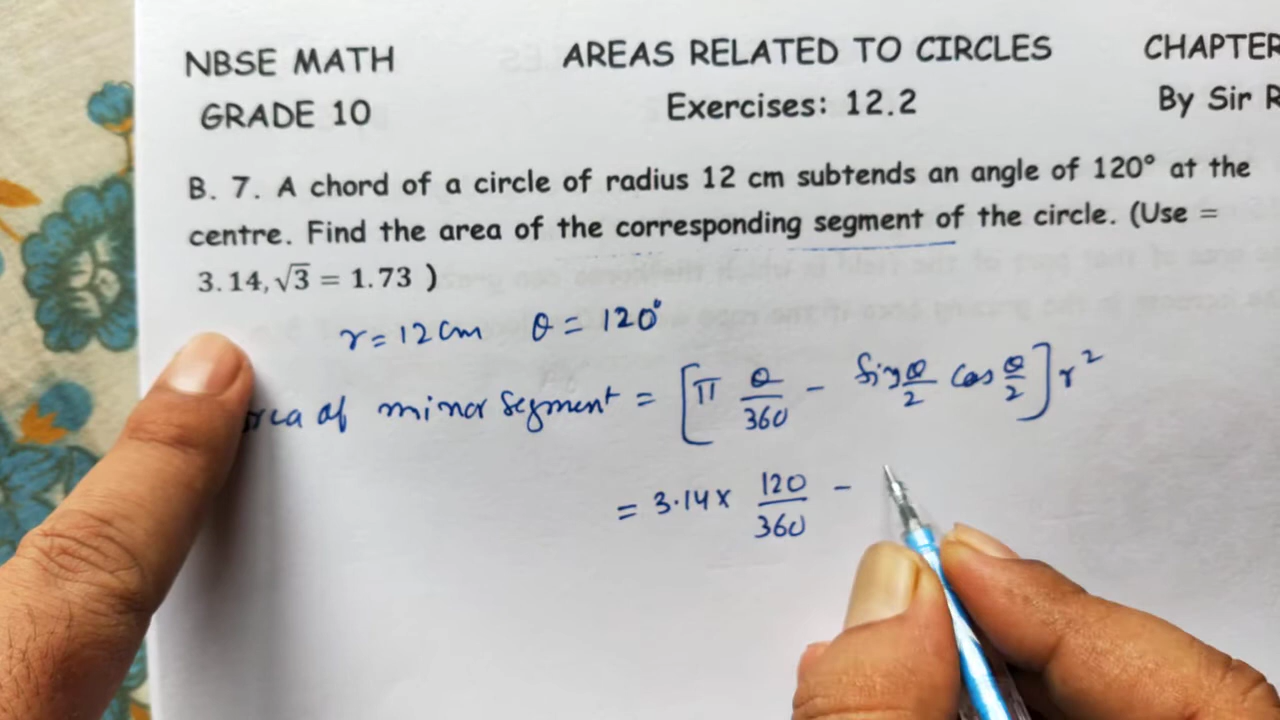 NBSE MATH AREAS RELATED TO CIRCLES CHAPTER
GRADE 10 Exercises: 12.2 By Sir R
B. 7. A chord of a circle of radius 12 cm subtends an angle of 120° at the
centre. Find the area of the corresponding segment of the circle. (Use =
3.14, √3 = 1.73 )
r = 12 cm θ = 120°
rea of minor segment = [π θ/360 − Sin θ/2 Cos θ/2] r²
= 3.14 × 120/360 −